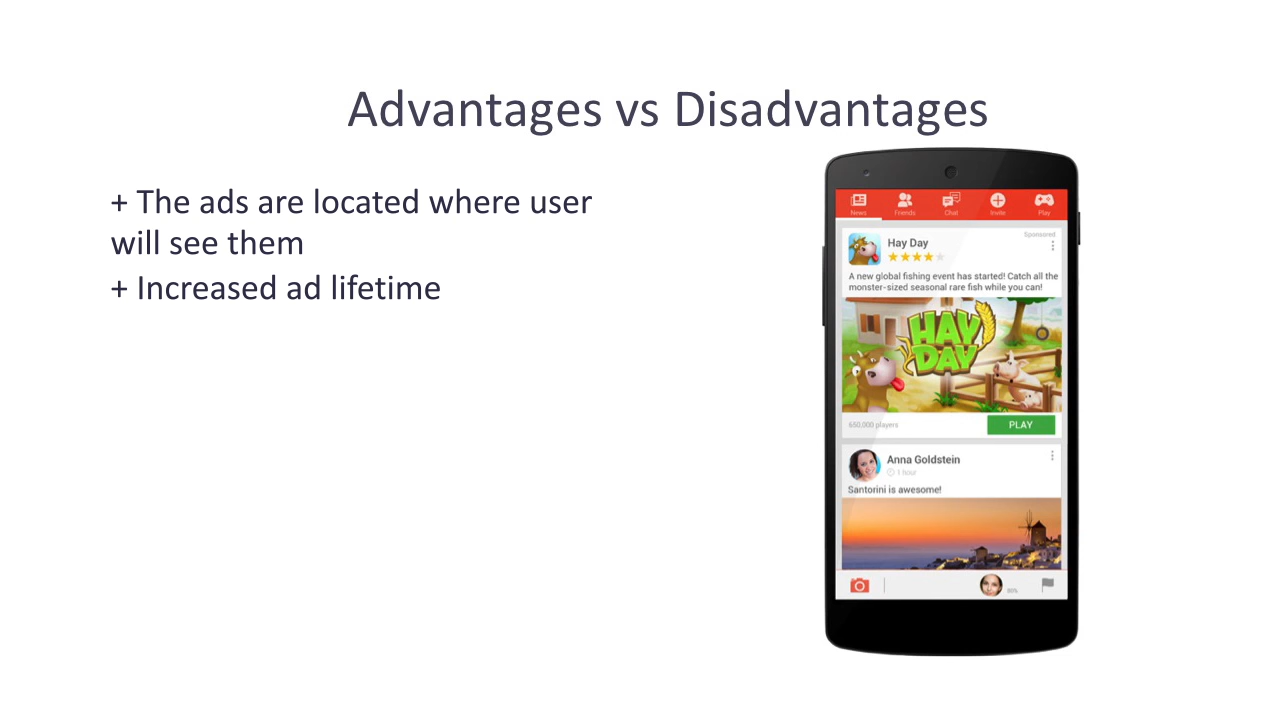 Advantages vs Disadvantages
+ The ads are located where user
will see them
+ Increased ad lifetime
News Friends Chat Invite Play
Sponsored
Hay Day
A new global fishing event has started! Catch all the
monster-sized seasonal rare fish while you can!
HAY
DAY
650,000 players PLAY
Anna Goldstein
1 hour
Santorini is awesome!
86%